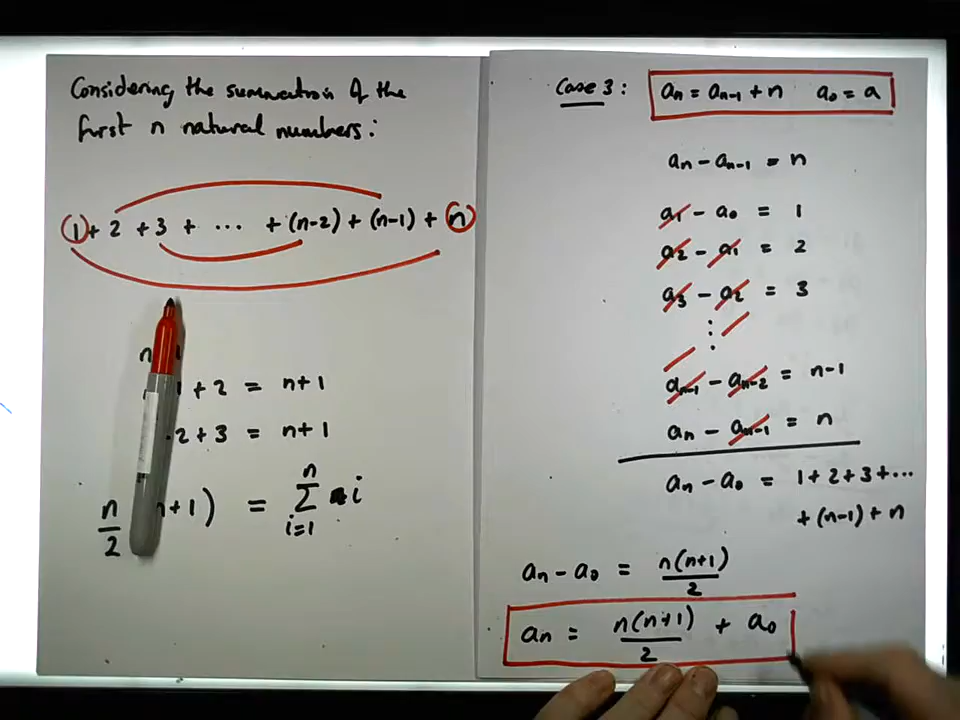 Considering the summation of the
first n natural numbers:
1 + 2 + 3 + ... + (n-2) + (n-1) + n
n
1 + 2 = n+1
2 + 3 = n+1
n/2 n+1) = ∑_{i=1}^{n} i
Case 3: aₙ = aₙ₋₁ + n a₀ = a
aₙ - aₙ₋₁ = n
a₁ - a₀ = 1
a₂ - a₁ = 2
a₃ - a₂ = 3
⋮
aₙ₋₁ - aₙ₋₂ = n-1
aₙ - aₙ₋₁ = n
aₙ - a₀ = 1+2+3+...
+ (n-1) + n
aₙ - a₀ = n(n+1)/2
aₙ = n(n+1)/2 + a₀